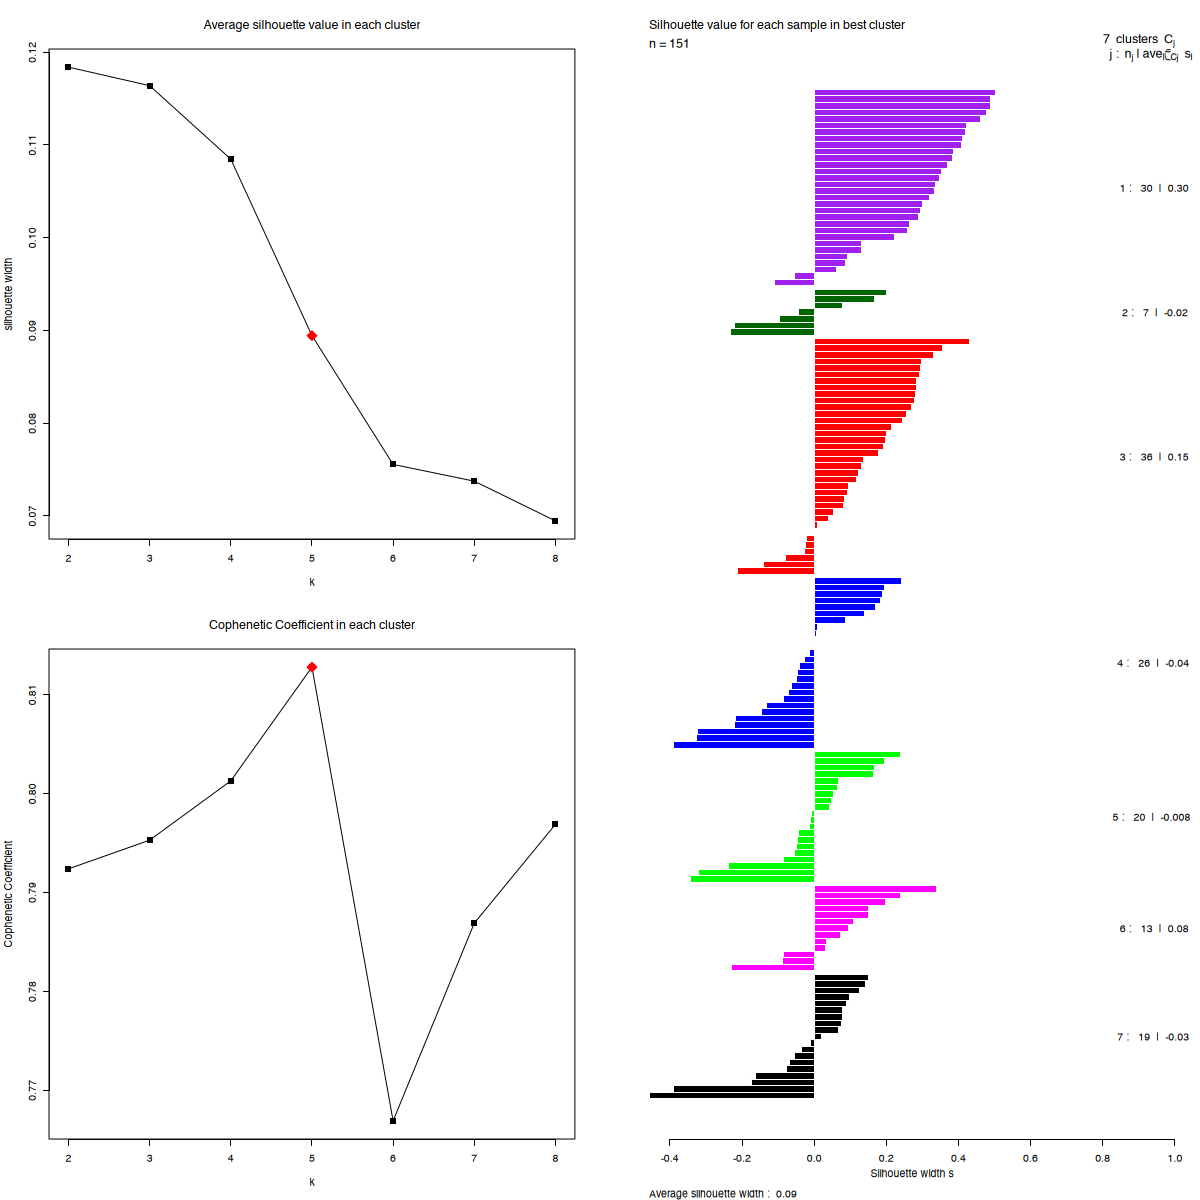 Average silhouette value in each cluster
silhouette width
0.12
0.11
0.10
0.09
0.08
0.07
2 3 4 5 6 7 8
k
Cophenetic Coefficient in each cluster
Cophenetic Coefficient
0.81
0.80
0.79
0.78
0.77
2 3 4 5 6 7 8
k
Silhouette value for each sample in best cluster
n = 151
7 clusters Cj
j : nj | avei∈Cj si
1 : 30 | 0.30
2 : 7 | -0.02
3 : 36 | 0.15
4 : 26 | -0.04
5 : 20 | -0.008
6 : 13 | 0.08
7 : 19 | -0.03
-0.4 -0.2 0.0 0.2 0.4 0.6 0.8 1.0
Silhouette width s
Average silhouette width : 0.09